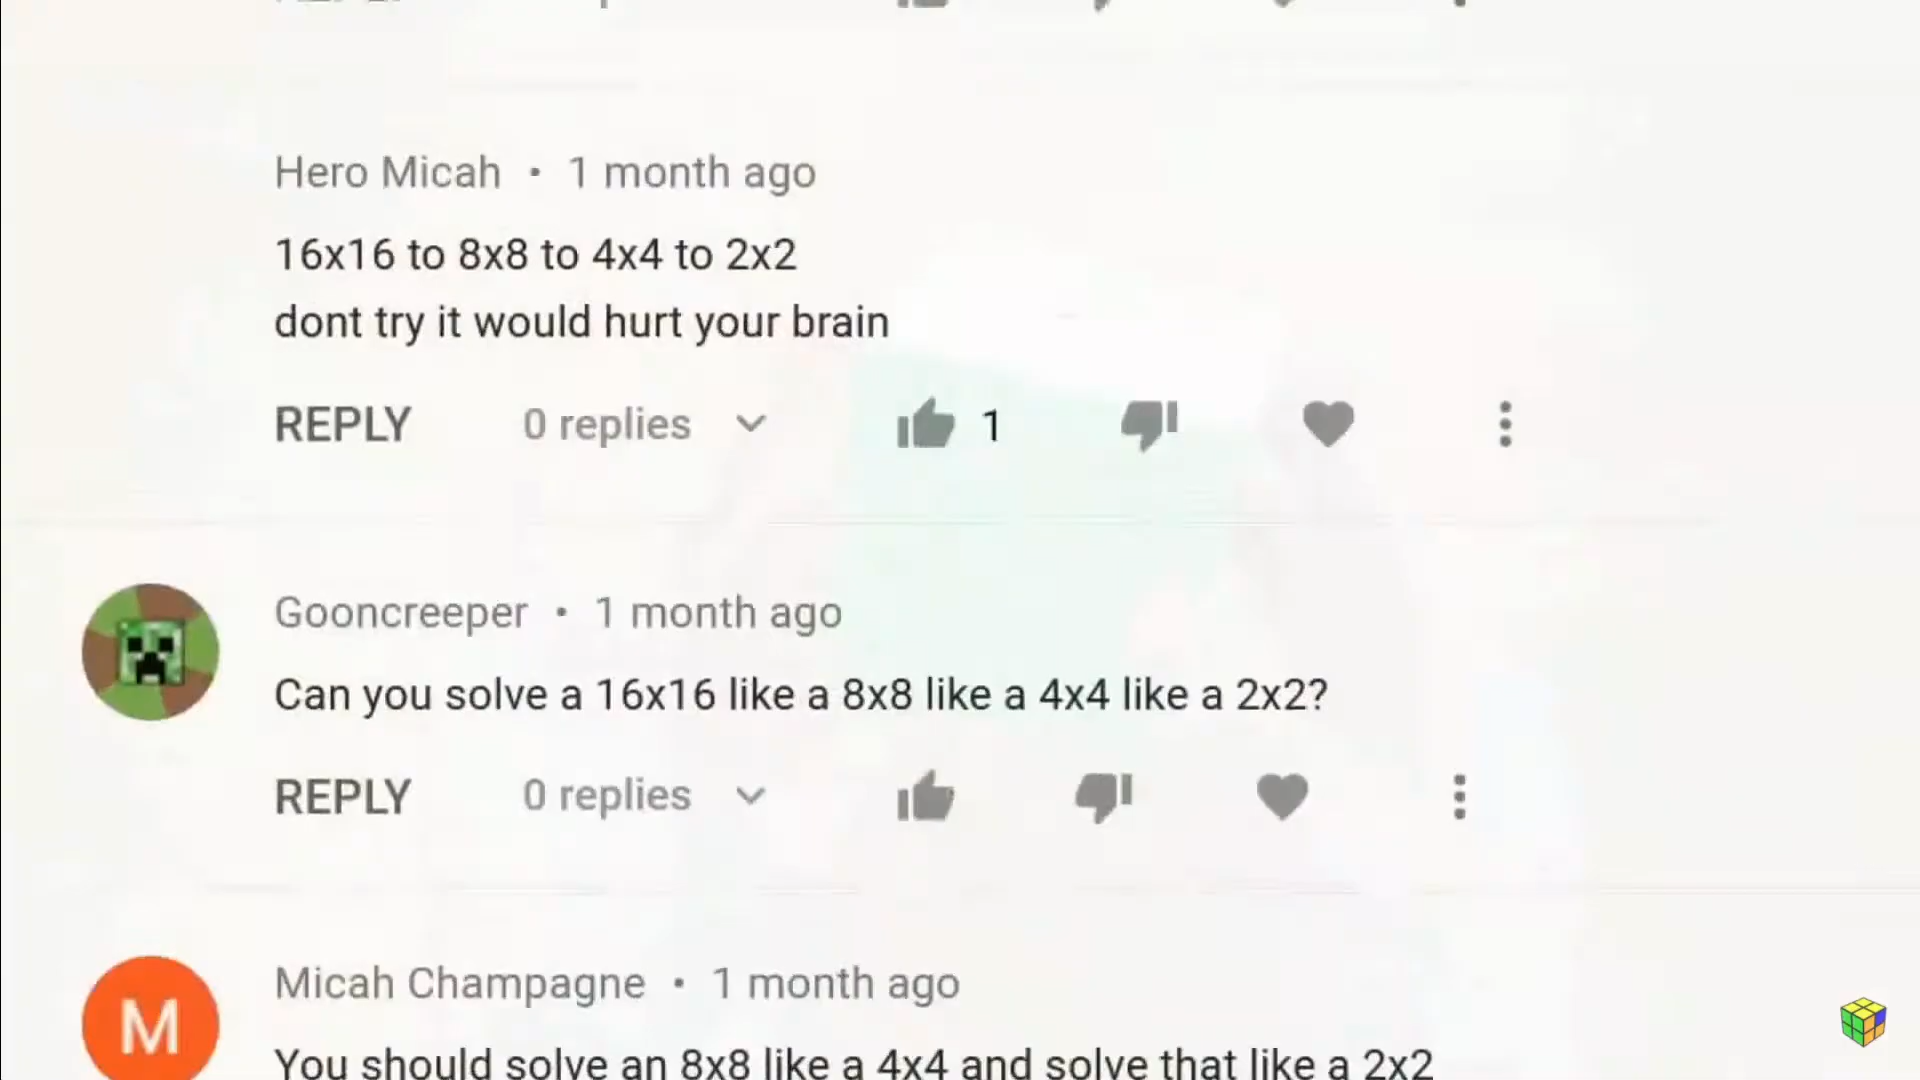 Hero Micah • 1 month ago
16x16 to 8x8 to 4x4 to 2x2
dont try it would hurt your brain
REPLY 0 replies 1
Gooncreeper • 1 month ago
Can you solve a 16x16 like a 8x8 like a 4x4 like a 2x2?
REPLY 0 replies
M
Micah Champagne • 1 month ago
You should solve an 8x8 like a 4x4 and solve that like a 2x2